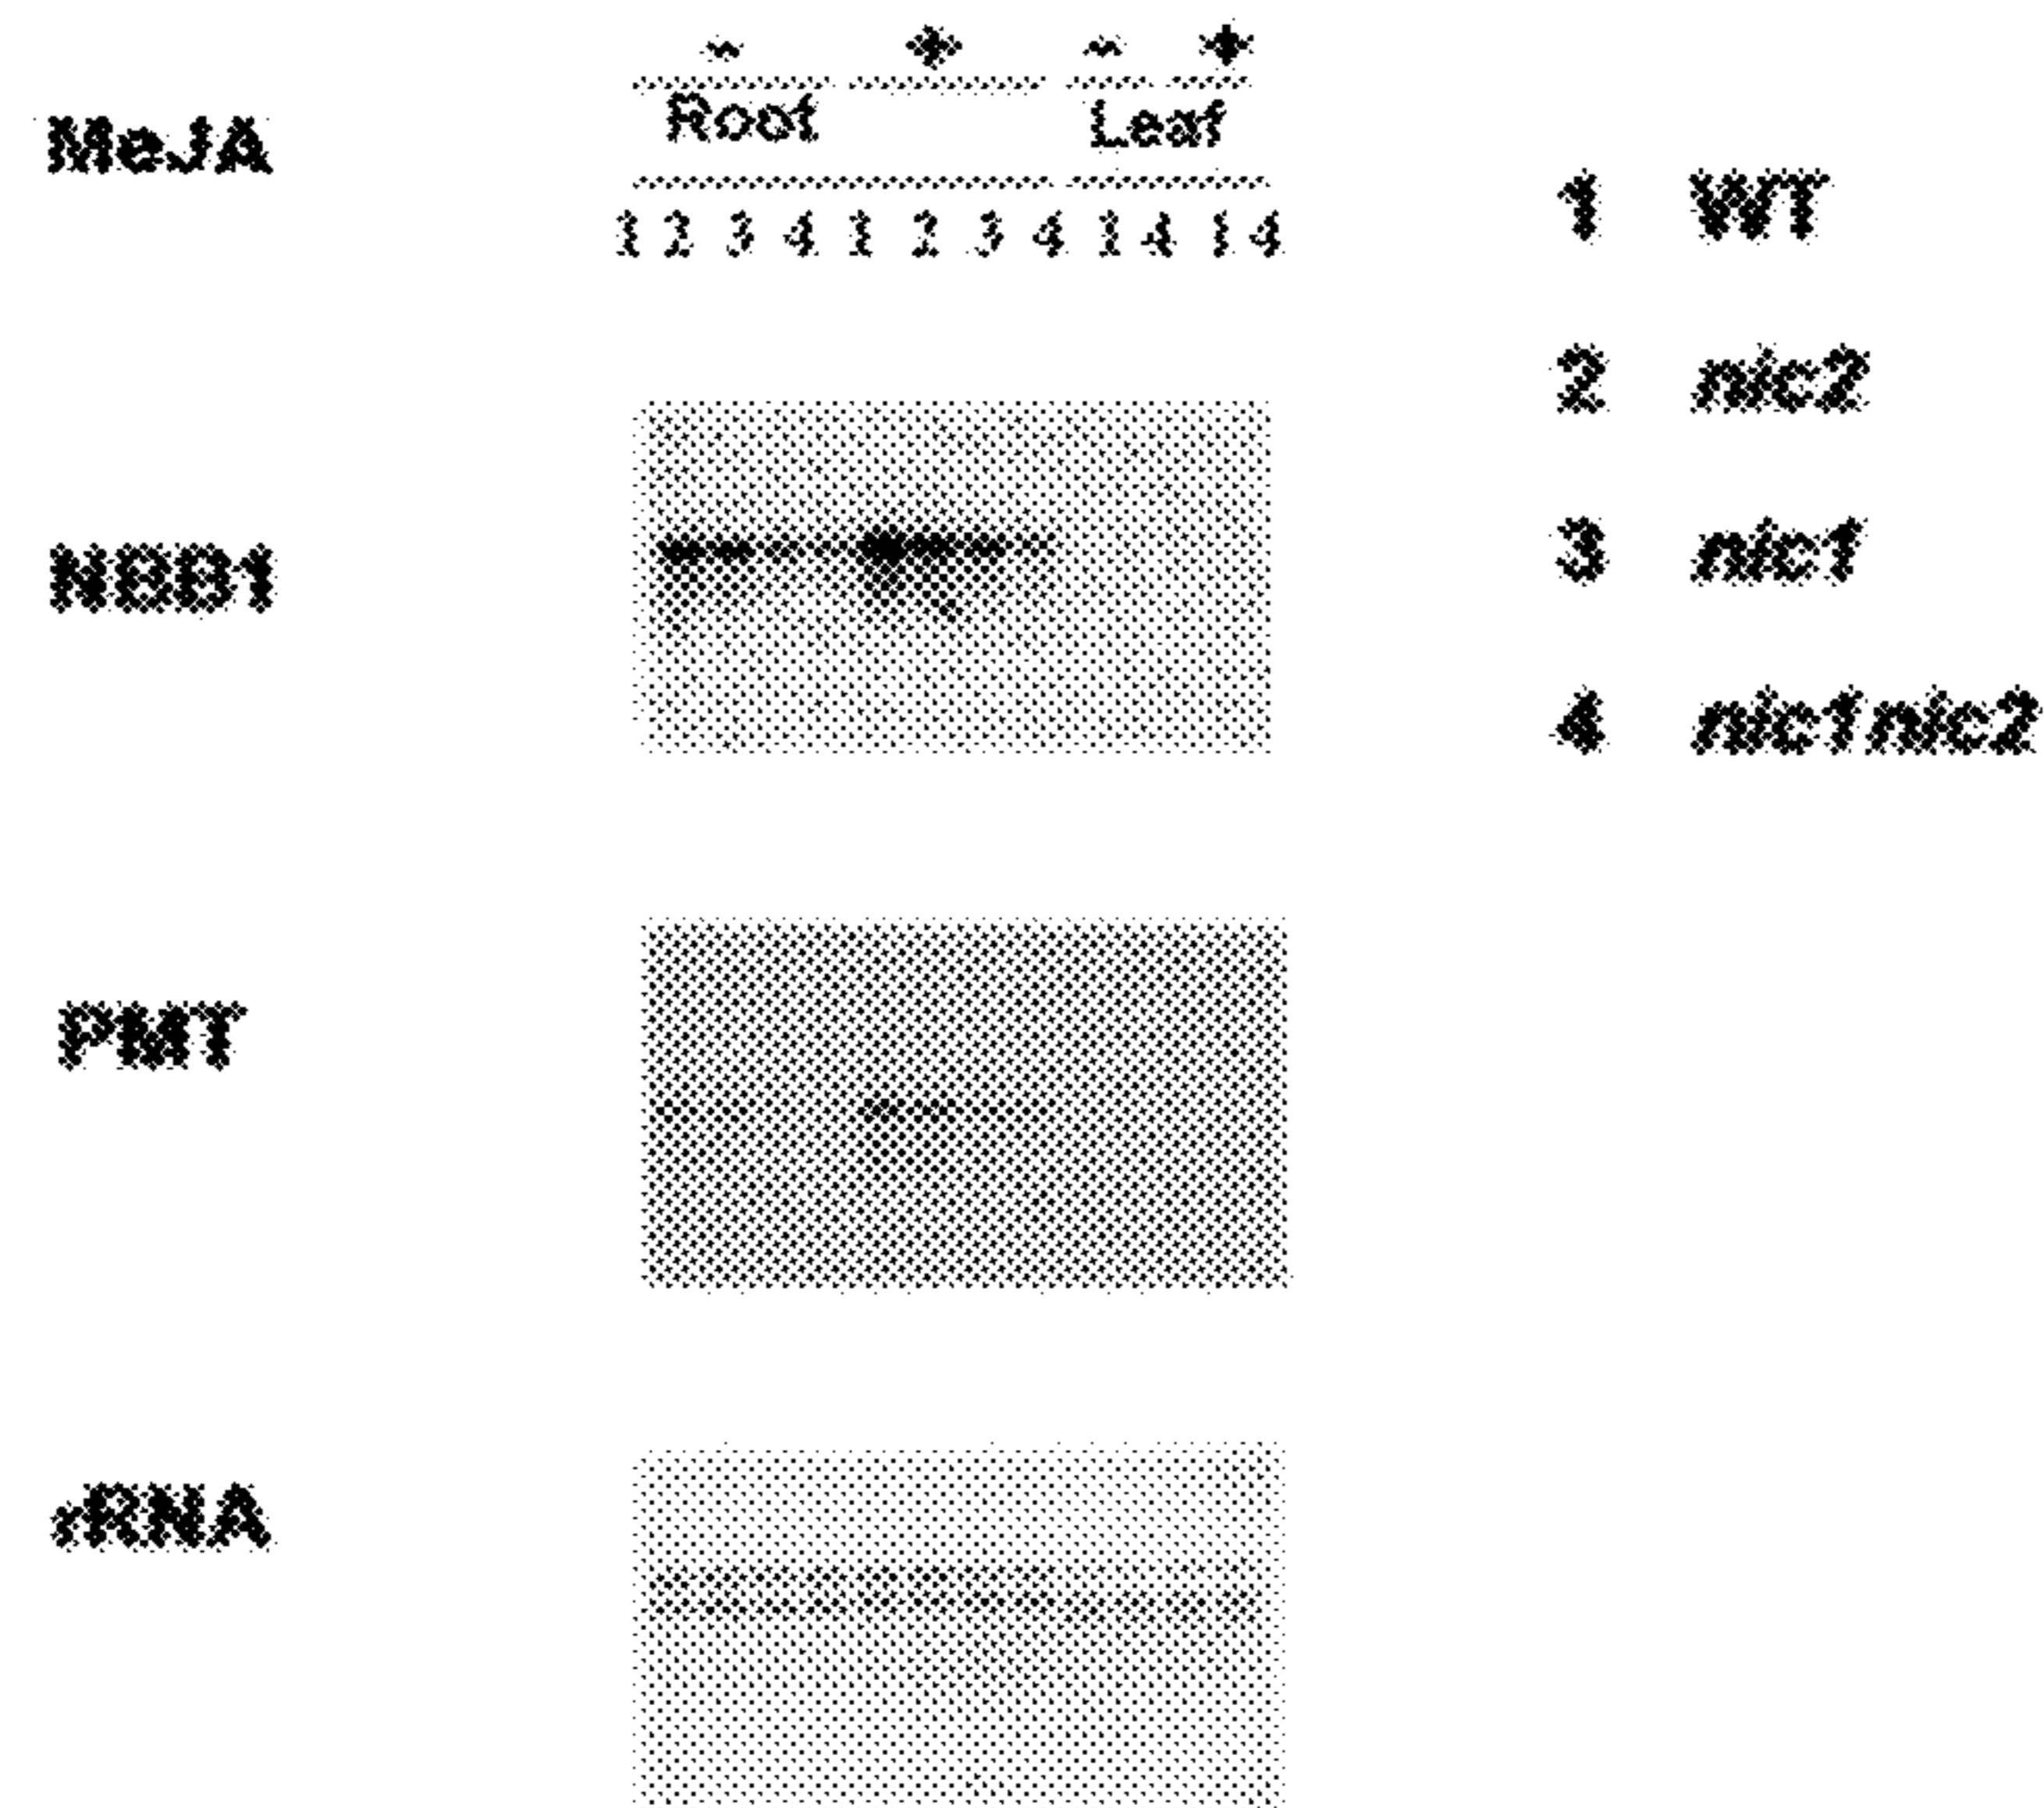 - + - +
Root Leaf
MeJA
1 2 3 4 1 2 3 4 1 4 1 4
1 WT
2 nic2
3 nic1
4 nic1nic2
PMT
rRNA